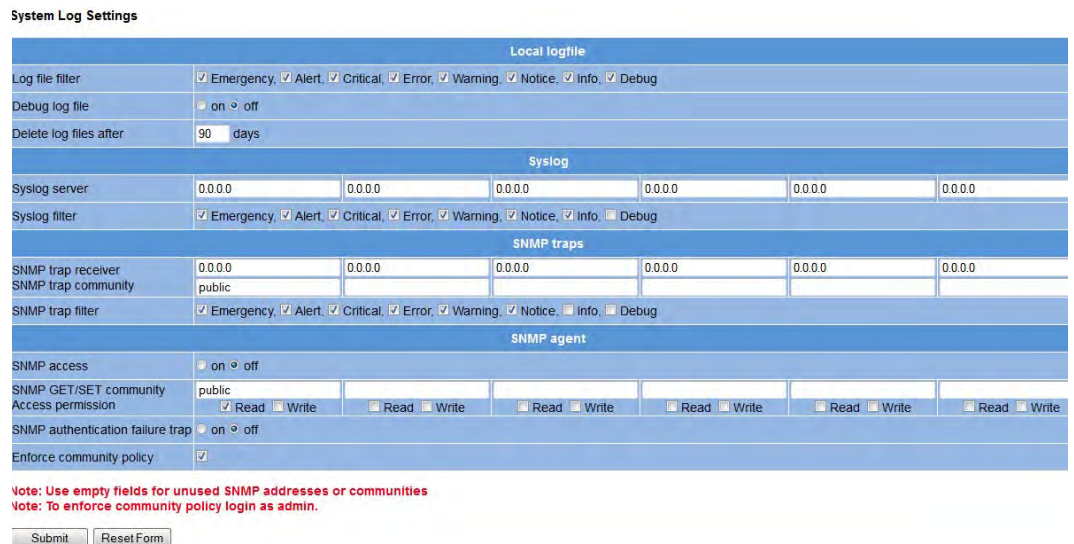 System Log Settings
Local logfile
Log file filter Emergency, Alert, Critical, Error, Warning, Notice, Info, Debug
Debug log file on off
Delete log files after 90 days
Syslog
Syslog server 0.0.0.0 0.0.0.0 0.0.0.0 0.0.0.0 0.0.0.0 0.0.0.0
Syslog filter Emergency, Alert, Critical, Error, Warning, Notice, Info, Debug
SNMP traps
SNMP trap receiver 0.0.0.0 0.0.0.0 0.0.0.0 0.0.0.0 0.0.0.0 0.0.0.0
SNMP trap community public
SNMP trap filter Emergency, Alert, Critical, Error, Warning, Notice, Info, Debug
SNMP agent
SNMP access on off
SNMP GET/SET community public
Access permission Read Write Read Write Read Write Read Write Read Write Read Write
SNMP authentication failure trap on off
Enforce community policy
Note: Use empty fields for unused SNMP addresses or communities
Note: To enforce community policy login as admin.
Submit Reset Form